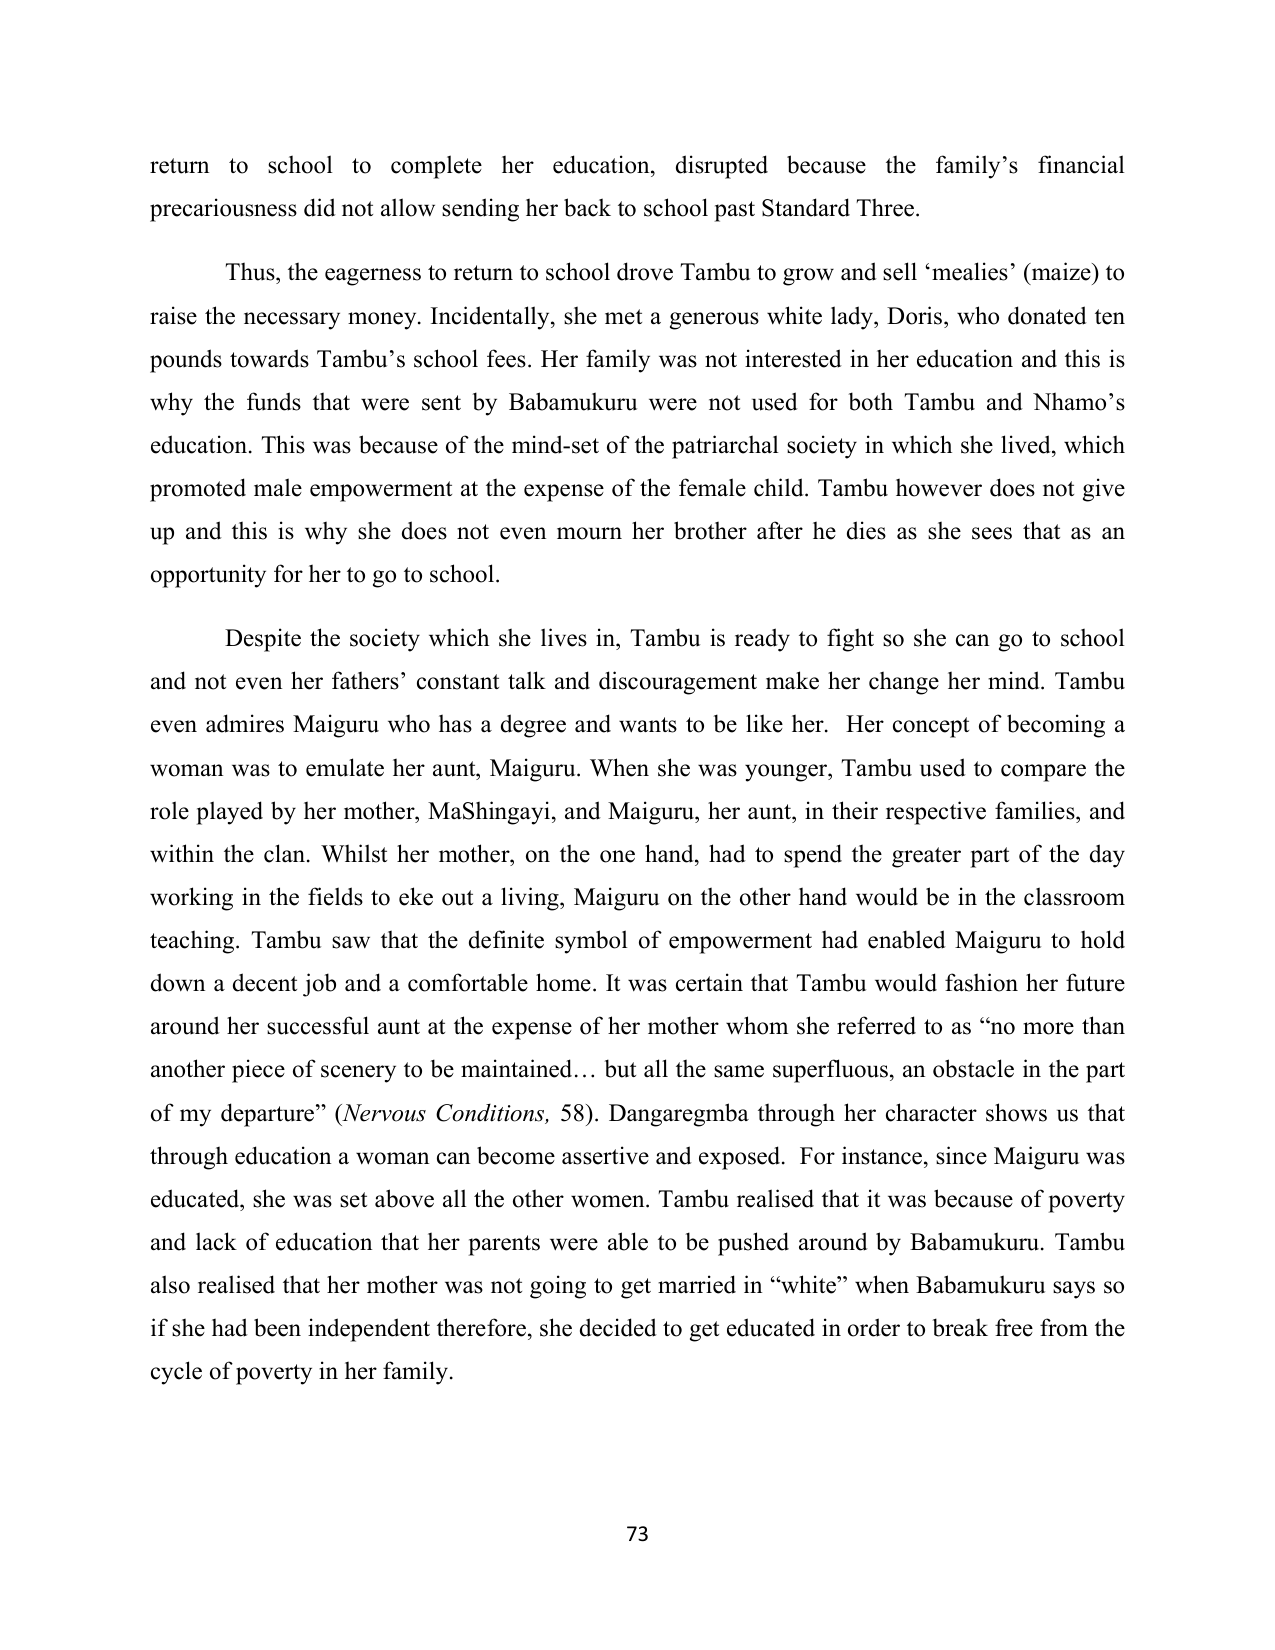 return to school to complete her education, disrupted because the family’s financial
precariousness did not allow sending her back to school past Standard Three.
Thus, the eagerness to return to school drove Tambu to grow and sell ‘mealies’ (maize) to
raise the necessary money. Incidentally, she met a generous white lady, Doris, who donated ten
pounds towards Tambu’s school fees. Her family was not interested in her education and this is
why the funds that were sent by Babamukuru were not used for both Tambu and Nhamo’s
education. This was because of the mind-set of the patriarchal society in which she lived, which
promoted male empowerment at the expense of the female child. Tambu however does not give
up and this is why she does not even mourn her brother after he dies as she sees that as an
opportunity for her to go to school.
Despite the society which she lives in, Tambu is ready to fight so she can go to school
and not even her fathers’ constant talk and discouragement make her change her mind. Tambu
even admires Maiguru who has a degree and wants to be like her.  Her concept of becoming a
woman was to emulate her aunt, Maiguru. When she was younger, Tambu used to compare the
role played by her mother, MaShingayi, and Maiguru, her aunt, in their respective families, and
within the clan. Whilst her mother, on the one hand, had to spend the greater part of the day
working in the fields to eke out a living, Maiguru on the other hand would be in the classroom
teaching. Tambu saw that the definite symbol of empowerment had enabled Maiguru to hold
down a decent job and a comfortable home. It was certain that Tambu would fashion her future
around her successful aunt at the expense of her mother whom she referred to as “no more than
another piece of scenery to be maintained… but all the same superfluous, an obstacle in the part
of my departure” (Nervous Conditions, 58). Dangaregmba through her character shows us that
through education a woman can become assertive and exposed.  For instance, since Maiguru was
educated, she was set above all the other women. Tambu realised that it was because of poverty
and lack of education that her parents were able to be pushed around by Babamukuru. Tambu
also realised that her mother was not going to get married in “white” when Babamukuru says so
if she had been independent therefore, she decided to get educated in order to break free from the
cycle of poverty in her family.
73